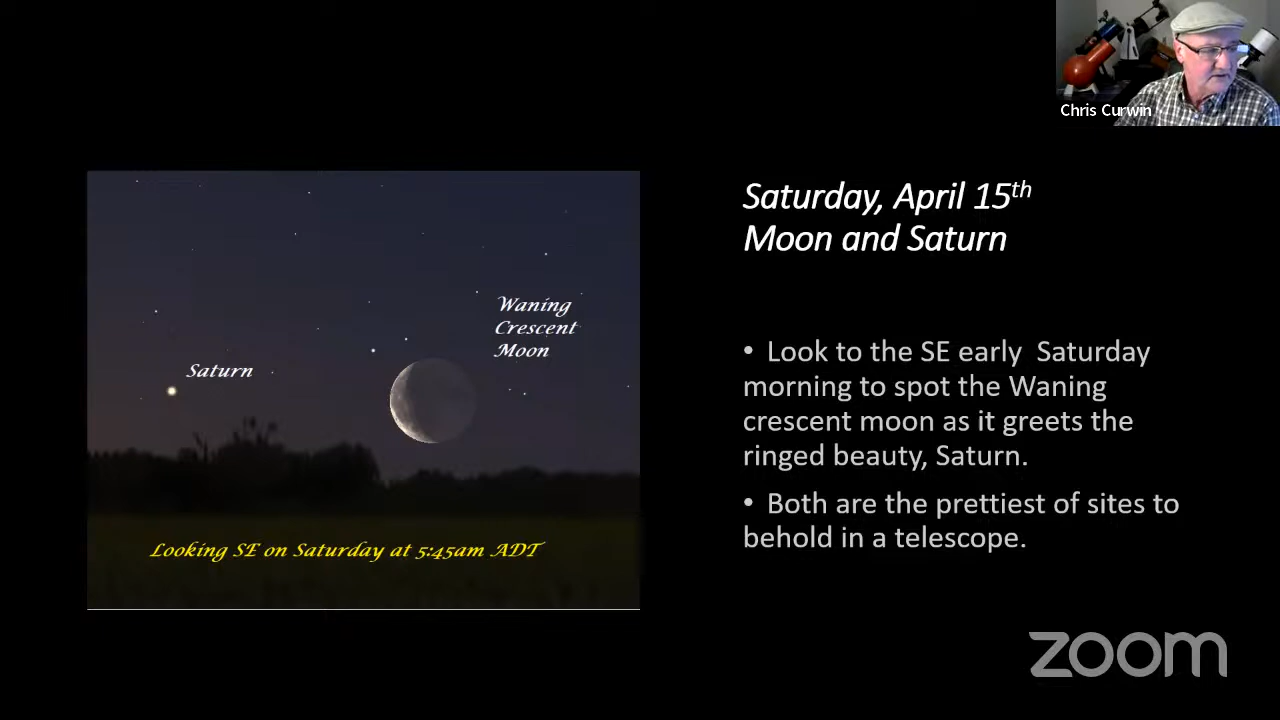 Chris Curwin
Saturday, April 15th
Moon and Saturn
Waning
Crescent
Moon
Saturn
• Look to the SE early Saturday
morning to spot the Waning
crescent moon as it greets the
ringed beauty, Saturn.
• Both are the prettiest of sites to
behold in a telescope.
Looking SE on Saturday at 5:45am ADT
zoom